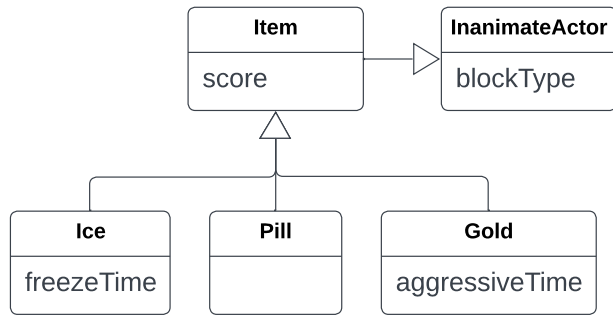 Item
score
InanimateActor
blockType
Ice
freezeTime
Pill
Gold
aggressiveTime